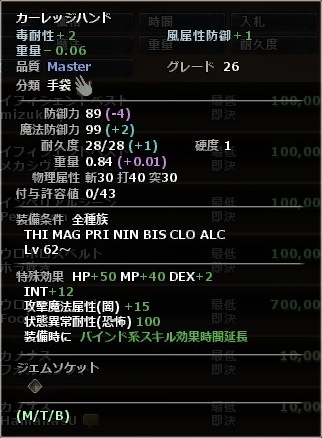 カーレッジハンド
毒耐性+2 風属性防御+1
重量-0.06
品質 Master グレード 26
分類 手袋
防御力 89 (-4)
魔法防御力 99 (+2)
耐久度 28/28 (+1) 硬度 1
重量 0.84 (+0.01)
物理属性 斬30 打40 突30
付与許容値 0/43
装備条件 全種族
THI MAG PRI NIN BIS CLO ALC
Lv 62～
特殊効果 HP+50 MP+40 DEX+2
INT+12
攻撃魔法属性(闇) +15
状態異常耐性(恐怖) 100
装備時に バインド系スキル効果時間延長
ジェムソケット
(M/T/B)